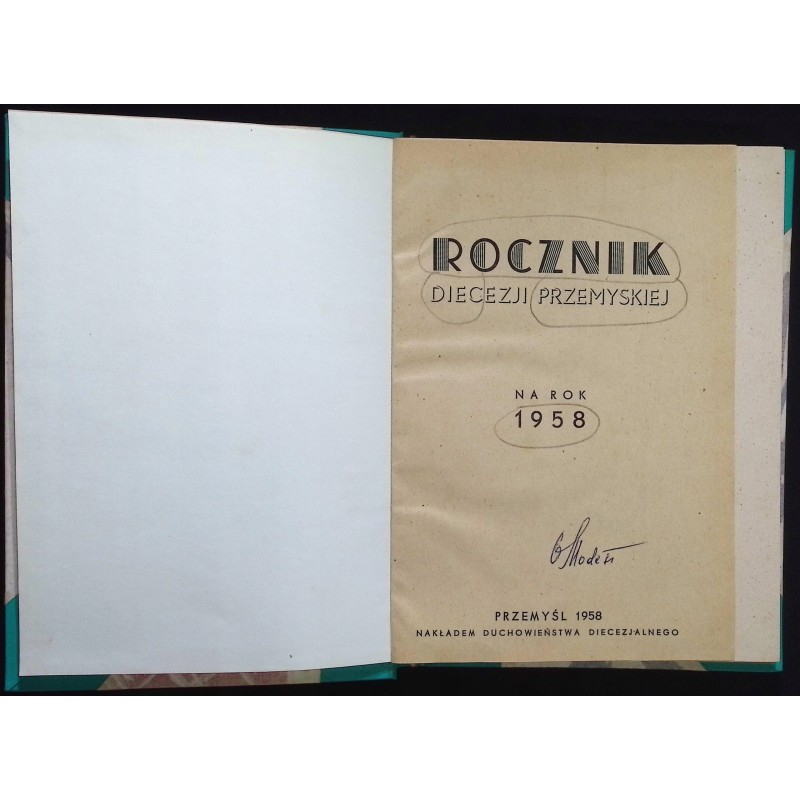 ROCZNIK
DIECEZJI PRZEMYSKIEJ
NA ROK
1958
PRZEMYŚL 1958
NAKŁADEM DUCHOWIEŃSTWA DIECEZJALNEGO